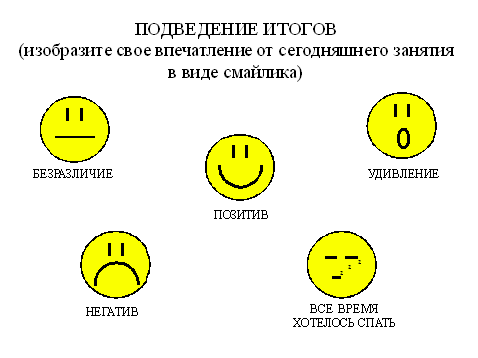 ПОДВЕДЕНИЕ ИТОГОВ
(изобразите свое впечатление от сегодняшнего занятия
в виде смайлика)
БЕЗРАЗЛИЧИЕ
УДИВЛЕНИЕ
ПОЗИТИВ
z
z
z
НЕГАТИВ
ВСЕ ВРЕМЯ
ХОТЕЛОСЬ СПАТЬ